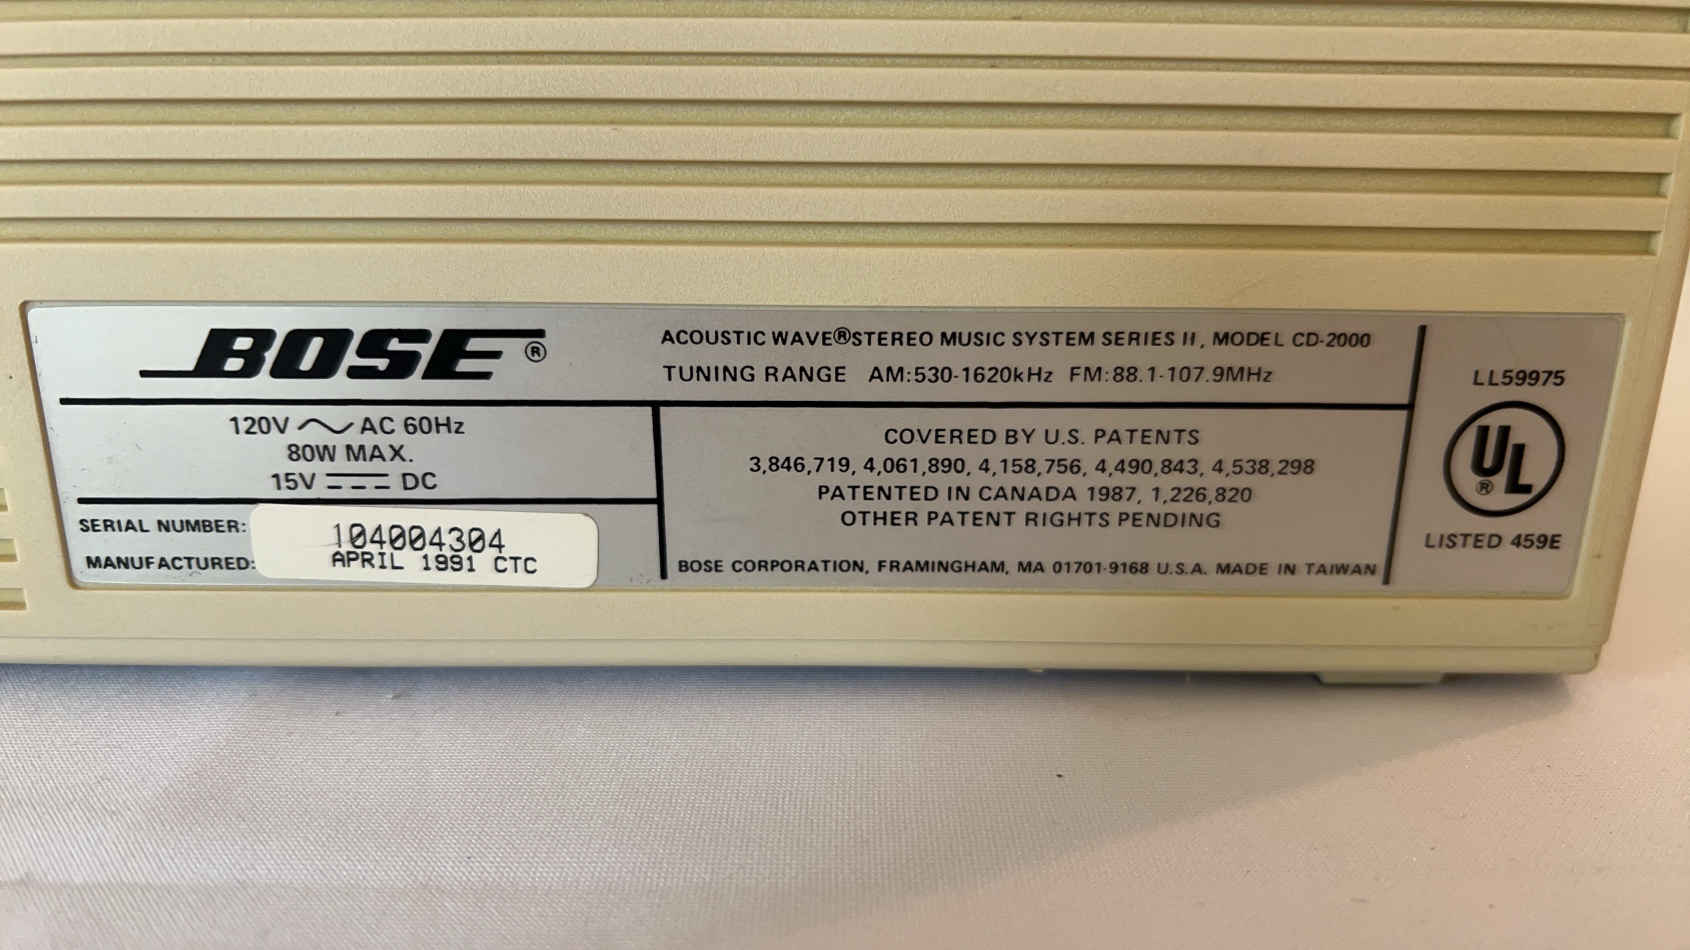 BOSE®
ACOUSTIC WAVE® STEREO MUSIC SYSTEM SERIES II, MODEL CD-2000
TUNING RANGE AM:530-1620kHz FM:88.1-107.9MHz
120V ~ AC 60Hz
80W MAX.
15V ⎓ DC
SERIAL NUMBER: 104004304
MANUFACTURED: APRIL 1991 CTC
COVERED BY U.S. PATENTS
3,846,719, 4,061,890, 4,158,756, 4,490,843, 4,538,298
PATENTED IN CANADA 1987, 1,226,820
OTHER PATENT RIGHTS PENDING
BOSE CORPORATION, FRAMINGHAM, MA 01701-9168 U.S.A. MADE IN TAIWAN
LL59975
UL®
LISTED 459E